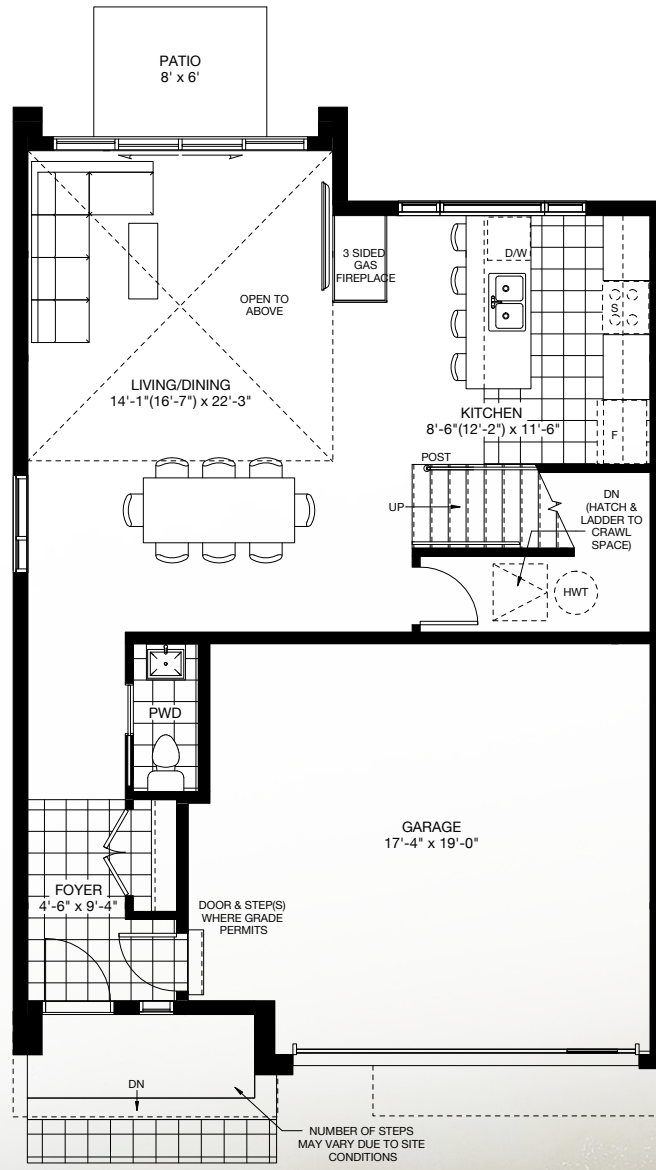 PATIO
8' x 6'
3 SIDED
GAS
FIREPLACE
D/W
S
OPEN TO
ABOVE
LIVING/DINING
14'-1"(16'-7") x 22'-3"
KITCHEN
8'-6"(12'-2") x 11'-6"
F
POST
UP
DN
(HATCH &
LADDER TO
CRAWL
SPACE)
HWT
PWD
GARAGE
17'-4" x 19'-0"
FOYER
4'-6" x 9'-4"
DOOR & STEP(S)
WHERE GRADE
PERMITS
DN
NUMBER OF STEPS
MAY VARY DUE TO SITE
CONDITIONS